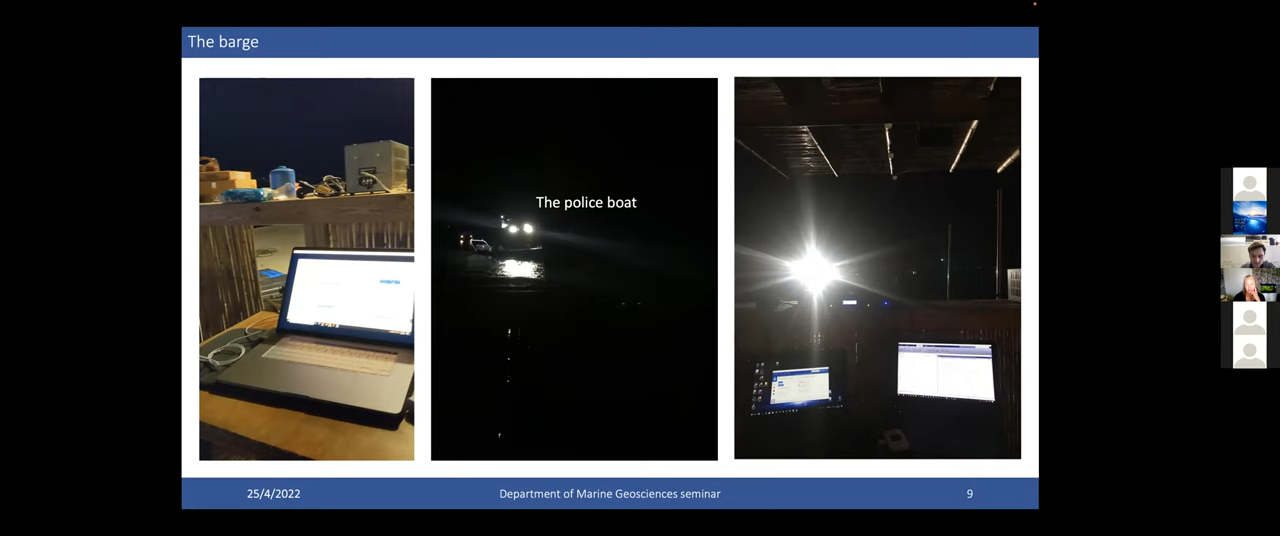 The barge
The police boat
25/4/2022
Department of Marine Geosciences seminar
9